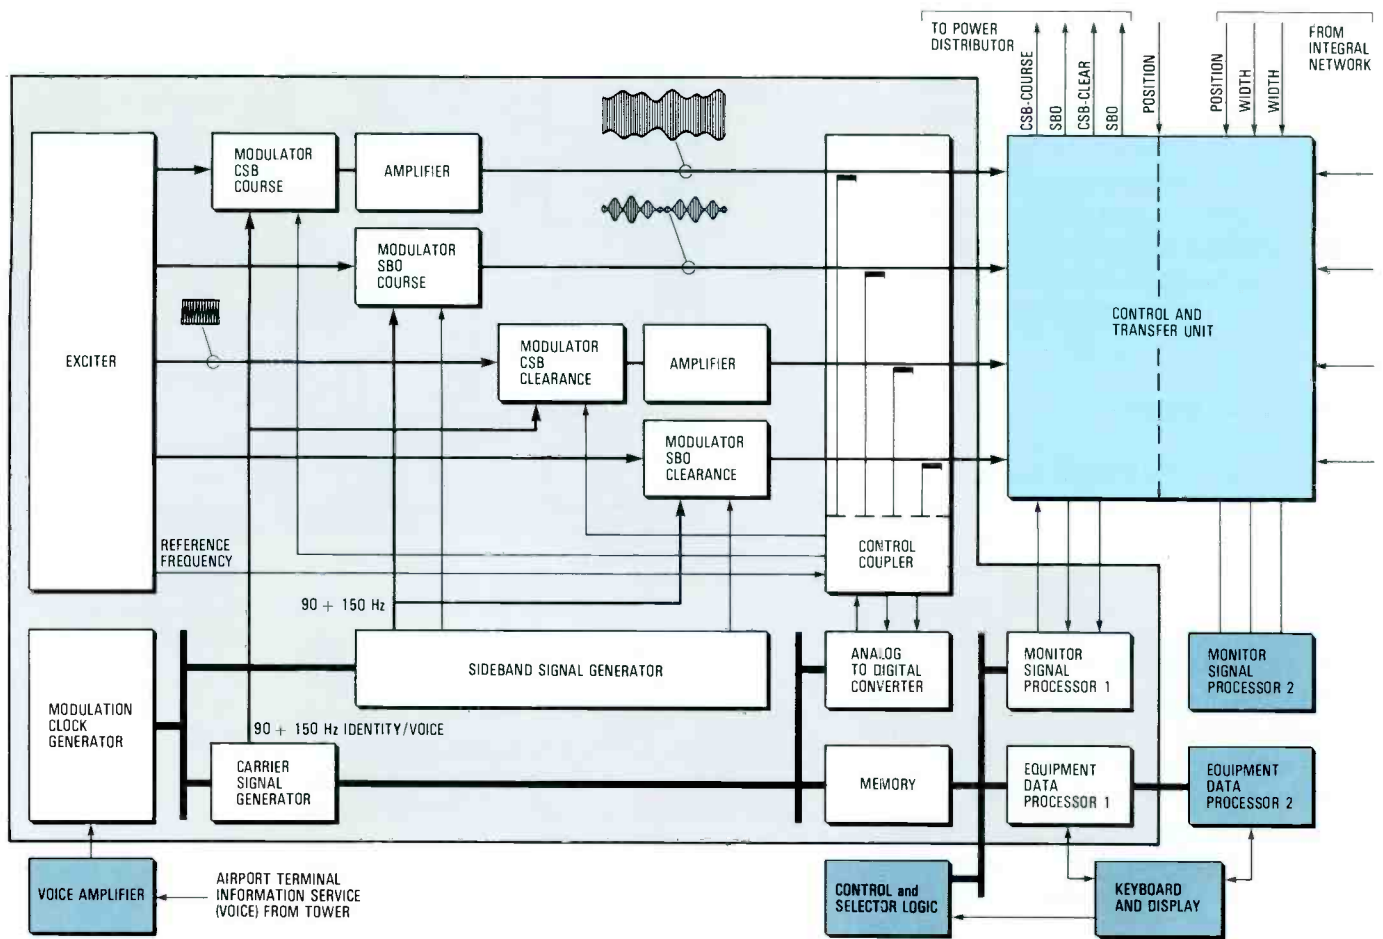 TO POWER
DISTRIBUTOR
CSB-COURSE
SBO
CSB-CLEAR
SBO
POSITION
POSITION
WIDTH
WIDTH
FROM
INTEGRAL
NETWORK
EXCITER
MODULATOR
CSB
COURSE
AMPLIFIER
MODULATOR
SBO
COURSE
MODULATOR
CSB
CLEARANCE
AMPLIFIER
MODULATOR
SBO
CLEARANCE
CONTROL AND
TRANSFER UNIT
REFERENCE
FREQUENCY
CONTROL
COUPLER
90 + 150 Hz
MODULATION
CLOCK
GENERATOR
SIDEBAND SIGNAL GENERATOR
ANALOG
TO DIGITAL
CONVERTER
MONITOR
SIGNAL
PROCESSOR 1
MONITOR
SIGNAL
PROCESSOR 2
90 + 150 Hz IDENTITY/VOICE
CARRIER
SIGNAL
GENERATOR
MEMORY
EQUIPMENT
DATA
PROCESSOR 1
EQUIPMENT
DATA
PROCESSOR 2
VOICE AMPLIFIER
AIRPORT TERMINAL
INFORMATION SERVICE
(VOICE) FROM TOWER
CONTROL and
SELECTOR LOGIC
KEYBOARD
AND DISPLAY